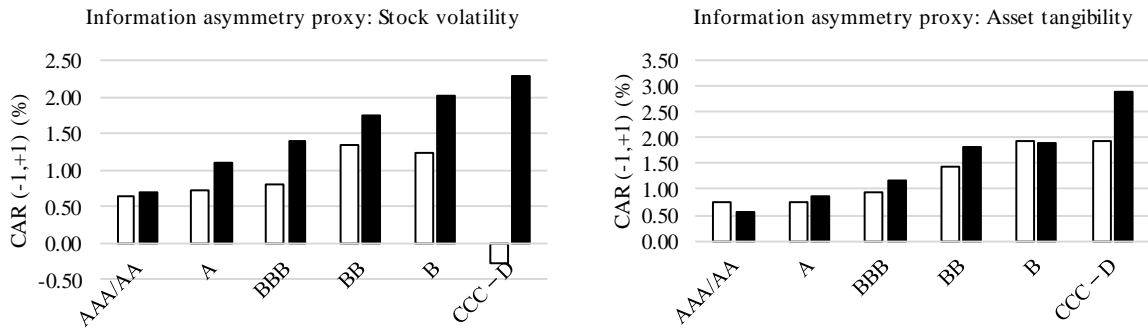 Information asymmetry proxy: Stock volatility
CAR (-1,+1) (%)
2.50
2.00
1.50
1.00
0.50
0.00
-0.50
AAA/AA
A
BBB
BB
B
CCC – D
Information asymmetry proxy: Asset tangibility
CAR (-1,+1) (%)
3.50
3.00
2.50
2.00
1.50
1.00
0.50
0.00
AAA/AA
A
BBB
BB
B
CCC – D